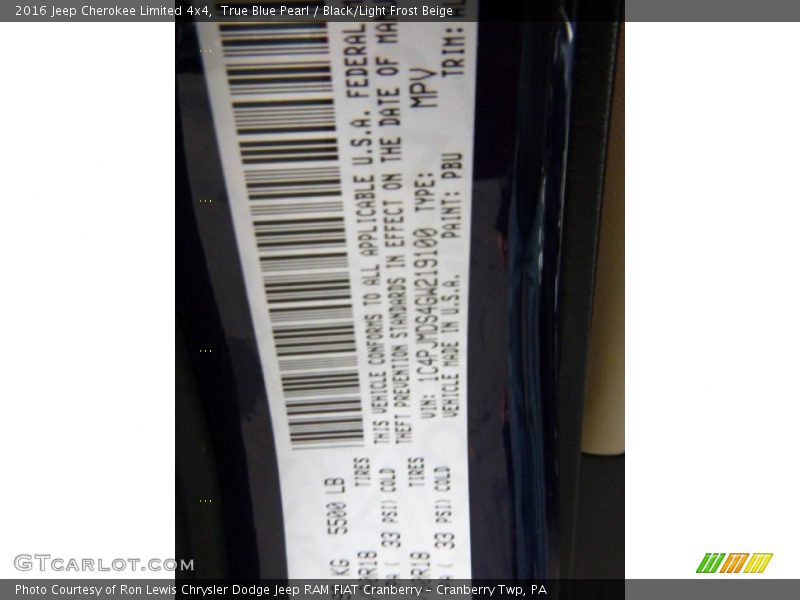 2016 Jeep Cherokee Limited 4x4, True Blue Pearl / Black/Light Frost Beige
THIS VEHICLE CONFORMS TO ALL APPLICABLE U.S.A. FEDERAL
THEFT PREVENTION STANDARDS IN EFFECT ON THE DATE OF
VIN: 1C4PJMDS4GW219100 TYPE: MPV
VEHICLE MADE IN U.S.A. PAINT: PBU TRIM:
KG 5500 LB
TIRES
R18
( 33 PSI) COLD
TIRES
R18
( 33 PSI) COLD
GTCARLOT.COM
Photo Courtesy of Ron Lewis Chrysler Dodge Jeep RAM FIAT Cranberry – Cranberry Twp, PA